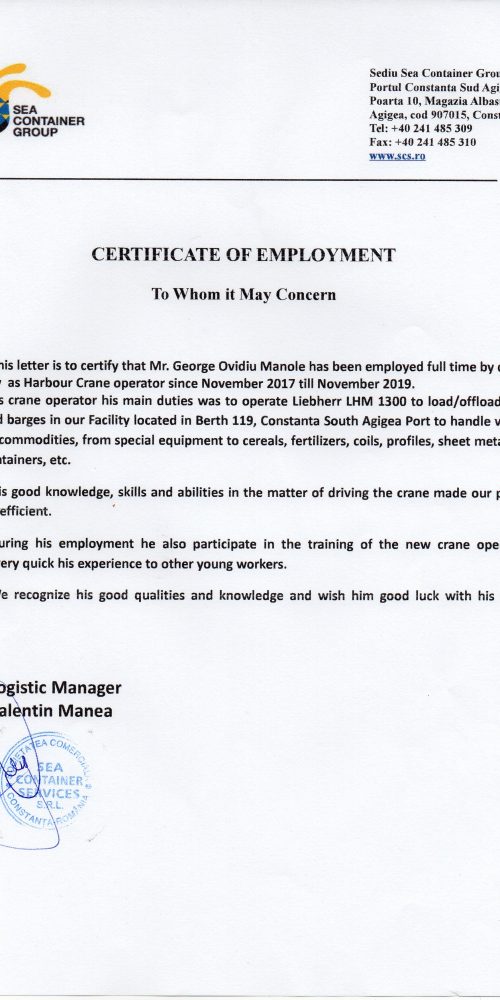 SEA
CONTAINER
GROUP
Sediu Sea Container Grou
Portul Constanta Sud Agi
Poarta 10, Magazia Albas
Agigea, cod 907015, Const
Tel: +40 241 485 309
Fax: +40 241 485 310
www.scs.ro
CERTIFICATE OF EMPLOYMENT
To Whom it May Concern
his letter is to certify that Mr. George Ovidiu Manole has been employed full time by
as Harbour Crane operator since November 2017 till November 2019.
s crane operator his main duties was to operate Liebherr LHM 1300 to load/offload
d barges in our Facility located in Berth 119, Constanta South Agigea Port to handle v
commodities, from special equipment to cereals, fertilizers, coils, profiles, sheet meta
ntainers, etc.
is good knowledge, skills and abilities in the matter of driving the crane made our p
efficient.
uring his employment he also participate in the training of the new crane ope
ery quick his experience to other young workers.
e recognize his good qualities and knowledge and wish him good luck with his
ogistic Manager
alentin Manea
ETATEA COMERCIALA
SEA
CONTAINER
SERVICES
S.R.L.
CONSTANTA-ROMÂNIA